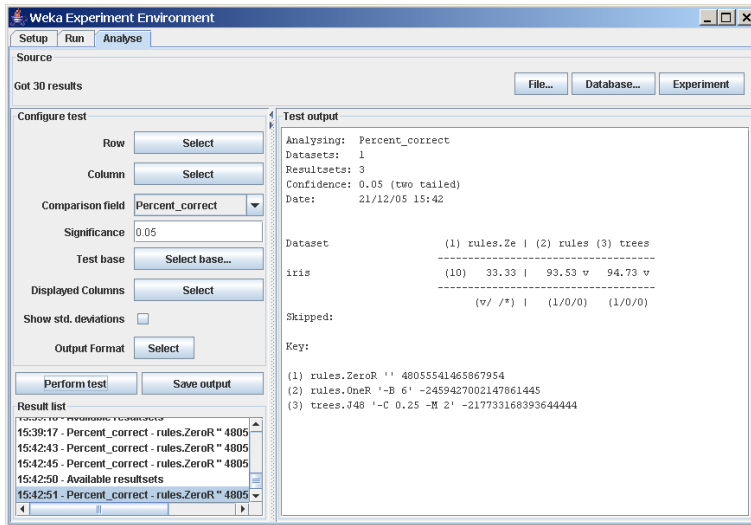 Weka Experiment Environment
Setup Run Analyse
Source
Got 30 results
File... Database... Experiment
Configure test
Row Select
Column Select
Comparison field Percent_correct
Significance 0.05
Test base Select base...
Displayed Columns Select
Show std. deviations
Output Format Select
Perform test Save output
Result list
15:39:17 - Percent_correct - rules.ZeroR '' 4805
15:42:43 - Percent_correct - rules.ZeroR '' 4805
15:42:45 - Percent_correct - rules.ZeroR '' 4805
15:42:50 - Available resultsets
15:42:51 - Percent_correct - rules.ZeroR '' 4805
Test output
Analysing: Percent_correct
Datasets: 1
Resultsets: 3
Confidence: 0.05 (two tailed)
Date: 21/12/05 15:42
Dataset (1) rules.Ze | (2) rules (3) trees
--------------------------------------
iris (10) 33.33 | 93.53 v 94.73 v
--------------------------------------
(v/ /*) | (1/0/0) (1/0/0)
Skipped:
Key:
(1) rules.ZeroR '' 48055541465867954
(2) rules.OneR '-B 6' -2459427002147861445
(3) trees.J48 '-C 0.25 -M 2' -217733168393644444